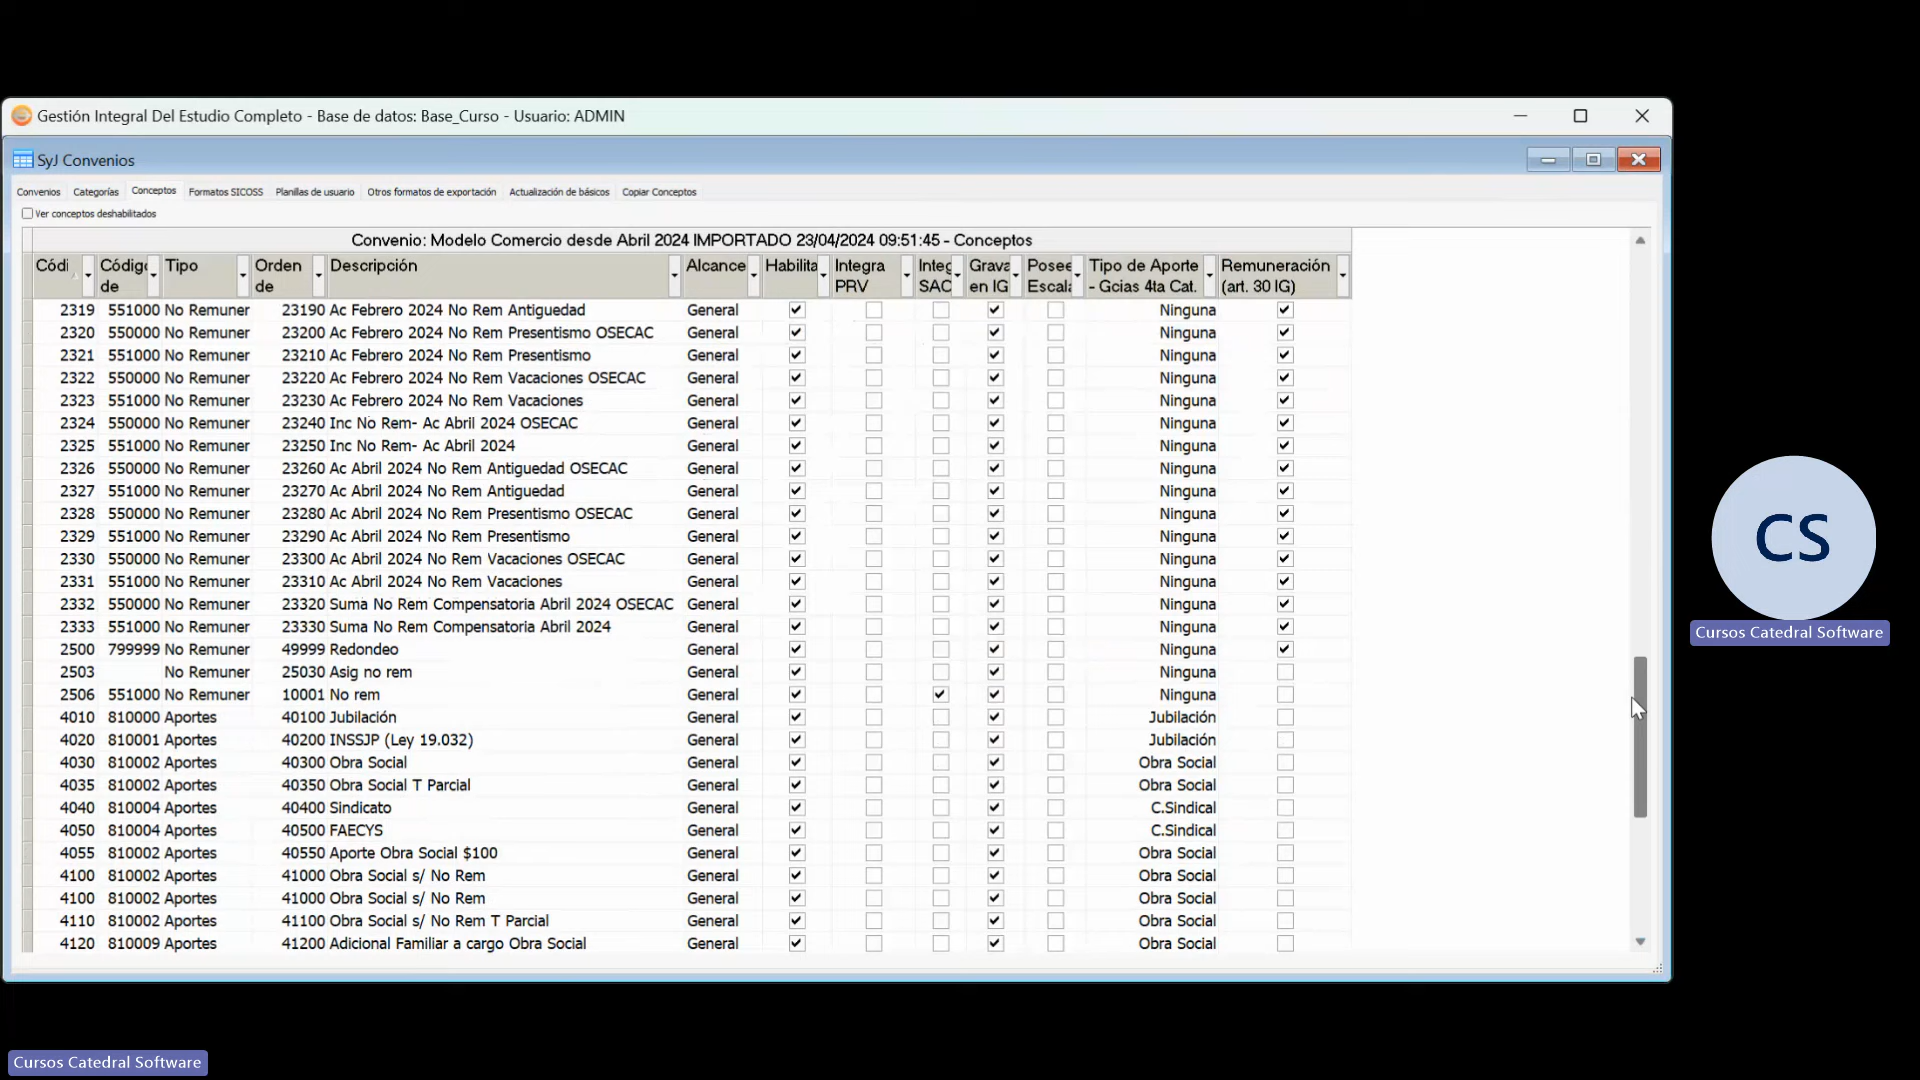 Gestión Integral Del Estudio Completo - Base de datos: Base_Curso - Usuario: ADMIN
SyJ Convenios
Convenios Categorías Conceptos Formatos SICOSS Planillas de usuario Otros formatos de exportación Actualización de básicos Copiar Conceptos
Ver conceptos deshabilitados
Convenio: Modelo Comercio desde Abril 2024 IMPORTADO 23/04/2024 09:51:45 - Conceptos
Códi Código de Tipo Orden de Descripción Alcance Habilita Integra PRV Integ SAC Grava en IG Posee Escala Tipo de Aporte - Gcias 4ta Cat. Remuneración (art. 30 IG)
2319 551000 No Remuner 23190 Ac Febrero 2024 No Rem Antiguedad General Ninguna
2320 550000 No Remuner 23200 Ac Febrero 2024 No Rem Presentismo OSECAC General Ninguna
2321 551000 No Remuner 23210 Ac Febrero 2024 No Rem Presentismo General Ninguna
2322 550000 No Remuner 23220 Ac Febrero 2024 No Rem Vacaciones OSECAC General Ninguna
2323 551000 No Remuner 23230 Ac Febrero 2024 No Rem Vacaciones General Ninguna
2324 550000 No Remuner 23240 Inc No Rem- Ac Abril 2024 OSECAC General Ninguna
2325 551000 No Remuner 23250 Inc No Rem- Ac Abril 2024 General Ninguna
2326 550000 No Remuner 23260 Ac Abril 2024 No Rem Antiguedad OSECAC General Ninguna
2327 551000 No Remuner 23270 Ac Abril 2024 No Rem Antiguedad General Ninguna
2328 550000 No Remuner 23280 Ac Abril 2024 No Rem Presentismo OSECAC General Ninguna
2329 551000 No Remuner 23290 Ac Abril 2024 No Rem Presentismo General Ninguna
2330 550000 No Remuner 23300 Ac Abril 2024 No Rem Vacaciones OSECAC General Ninguna
2331 551000 No Remuner 23310 Ac Abril 2024 No Rem Vacaciones General Ninguna
2332 550000 No Remuner 23320 Suma No Rem Compensatoria Abril 2024 OSECAC General Ninguna
2333 551000 No Remuner 23330 Suma No Rem Compensatoria Abril 2024 General Ninguna
2500 799999 No Remuner 49999 Redondeo General Ninguna
2503 No Remuner 25030 Asig no rem General Ninguna
2506 551000 No Remuner 10001 No rem General Ninguna
4010 810000 Aportes 40100 Jubilación General Jubilación
4020 810001 Aportes 40200 INSSJP (Ley 19.032) General Jubilación
4030 810002 Aportes 40300 Obra Social General Obra Social
4035 810002 Aportes 40350 Obra Social T Parcial General Obra Social
4040 810004 Aportes 40400 Sindicato General C.Sindical
4050 810004 Aportes 40500 FAECYS General C.Sindical
4055 810002 Aportes 40550 Aporte Obra Social $100 General Obra Social
4100 810002 Aportes 41000 Obra Social s/ No Rem General Obra Social
4100 810002 Aportes 41000 Obra Social s/ No Rem General Obra Social
4110 810002 Aportes 41100 Obra Social s/ No Rem T Parcial General Obra Social
4120 810009 Aportes 41200 Adicional Familiar a cargo Obra Social General Obra Social
CS
Cursos Catedral Software
Cursos Catedral Software